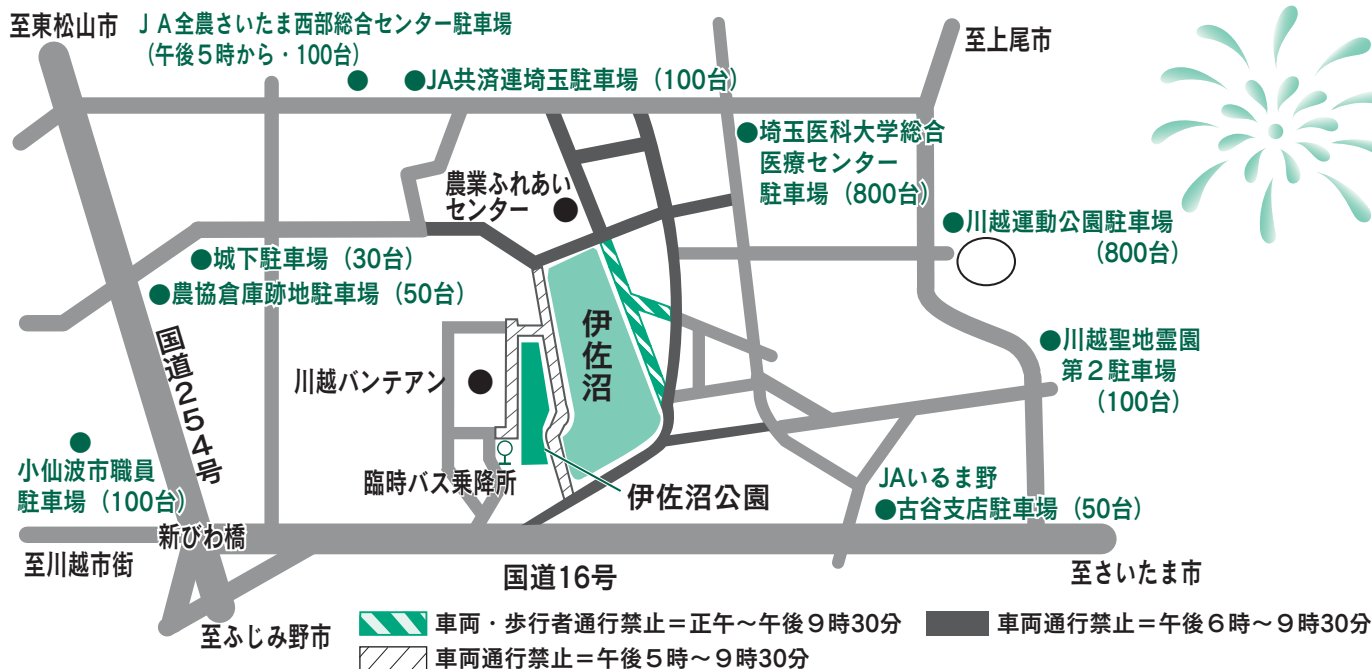 至東松山市
ＪＡ全農さいたま西部総合センター駐車場
（午後５時から・100台）
至上尾市
●JA共済連埼玉駐車場（100台）
●埼玉医科大学総合
医療センター
駐車場（800台）
農業ふれあい
センター
●川越運動公園駐車場
（800台）
●城下駐車場（30台）
●農協倉庫跡地駐車場（50台）
伊佐沼
国道２５４号
川越バンテアン
●川越聖地霊園
第２駐車場
（100台）
小仙波市職員
駐車場（100台）
臨時バス乗降所
伊佐沼公園
JAいるま野
●古谷支店駐車場（50台）
新びわ橋
至川越市街
国道16号
至さいたま市
至ふじみ野市
車両・歩行者通行禁止＝正午～午後９時30分
車両通行禁止＝午後６時～９時30分
車両通行禁止＝午後５時～９時30分